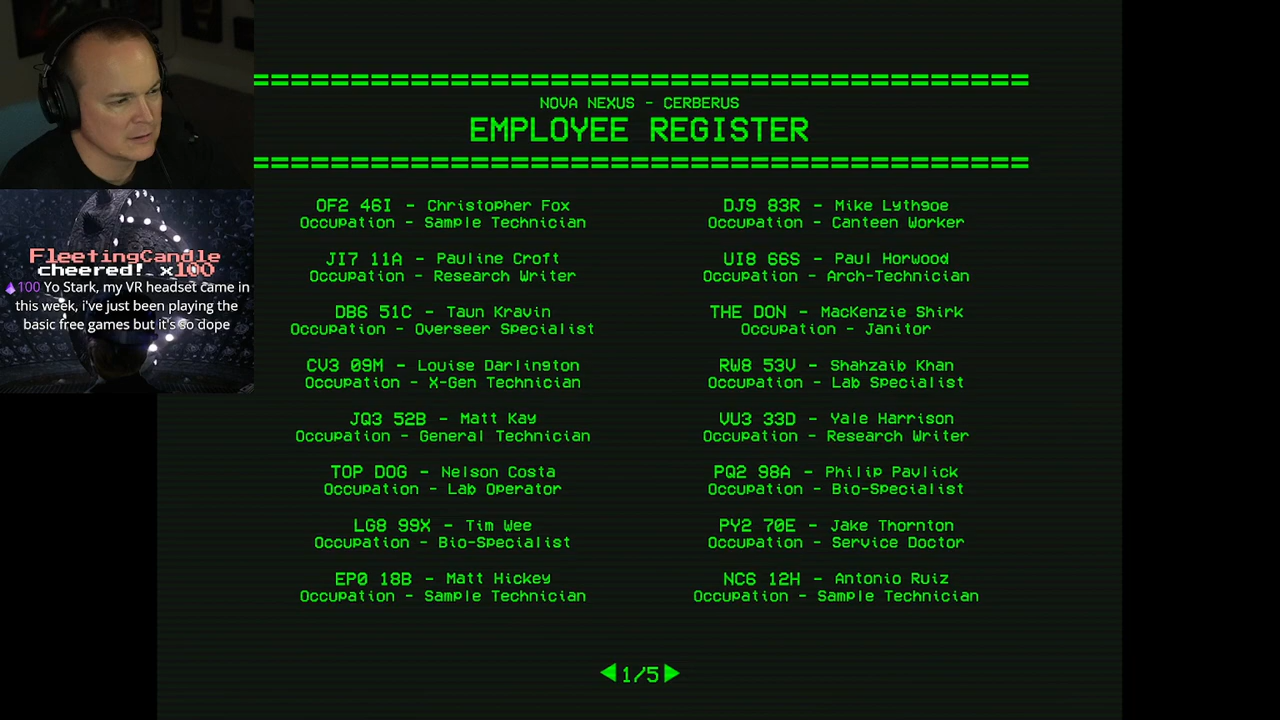 NOVA NEXUS - CERBERUS
EMPLOYEE REGISTER
OF2 46I - Christopher Fox
Occupation - Sample Technician
JI7 11A - Pauline Croft
Occupation - Research Writer
DB6 51C - Taun Kravin
Occupation - Overseer Specialist
CV3 09M - Louise Darlington
Occupation - X-Gen Technician
JQ3 52B - Matt Kay
Occupation - General Technician
TOP DOG - Nelson Costa
Occupation - Lab Operator
LG8 99X - Tim Wee
Occupation - Bio-Specialist
EP0 18B - Matt Hickey
Occupation - Sample Technician
DJ9 83R - Mike Lythgoe
Occupation - Canteen Worker
UI8 66S - Paul Horwood
Occupation - Arch-Technician
THE DON - MacKenzie Shirk
Occupation - Janitor
RW8 53V - Shahzaib Khan
Occupation - Lab Specialist
VU3 33D - Yale Harrison
Occupation - Research Writer
PQ2 98A - Philip Pavlick
Occupation - Bio-Specialist
PY2 70E - Jake Thornton
Occupation - Service Doctor
NC6 12H - Antonio Ruiz
Occupation - Sample Technician
1/5
FleetingCandle
cheered! x100
100 Yo Stark, my VR headset came in
this week, i've just been playing the
basic free games but it's so dope